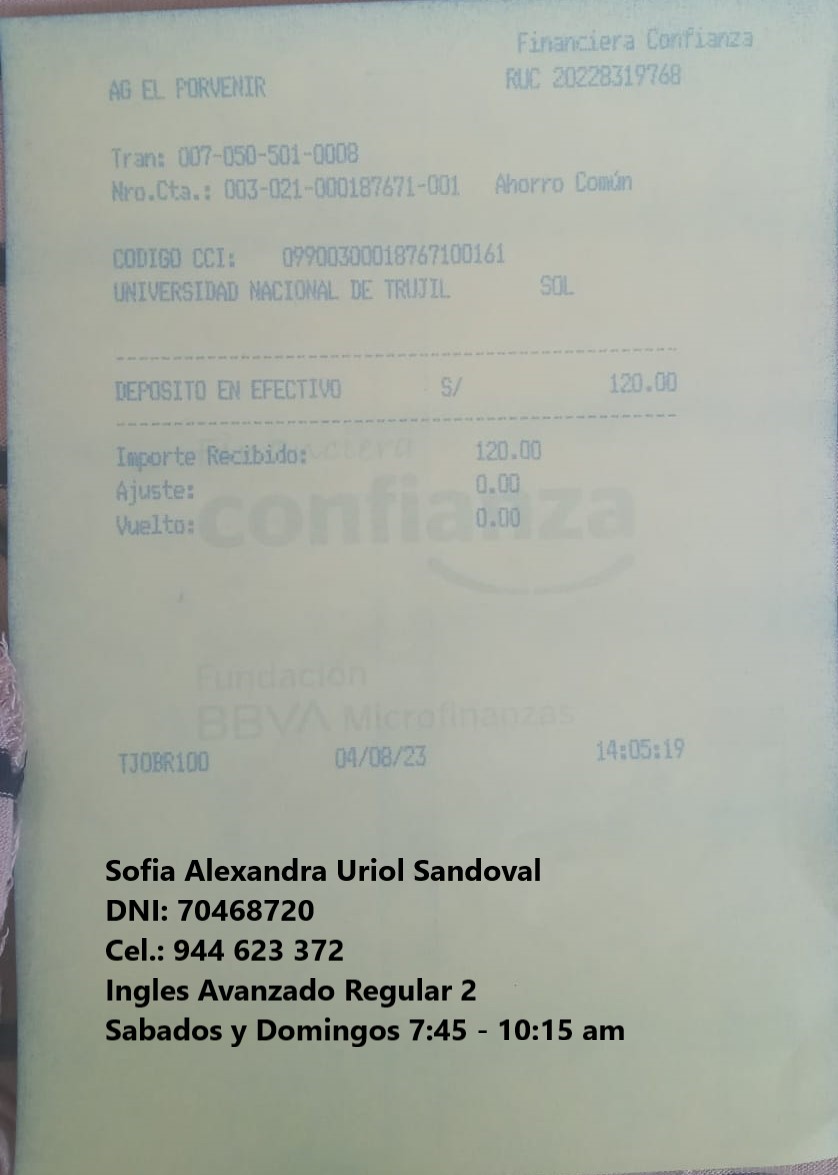 Financiera Confianza
AG EL PORVENIR RUC 20228319768
Tran: 007-050-501-0008
Nro.Cta.: 003-021-000187671-001 Ahorro Común
CODIGO CCI: 09900300018767100161
UNIVERSIDAD NACIONAL DE TRUJIL SOL
DEPOSITO EN EFECTIVO S/ 120.00
Importe Recibido: 120.00
Ajuste: 0.00
Vuelto: 0.00
Financiera
confianza
Fundación
BBVA Microfinanzas
TJOBR100 04/08/23 14:05:19
Sofia Alexandra Uriol Sandoval
DNI: 70468720
Cel.: 944 623 372
Ingles Avanzado Regular 2
Sabados y Domingos 7:45 - 10:15 am